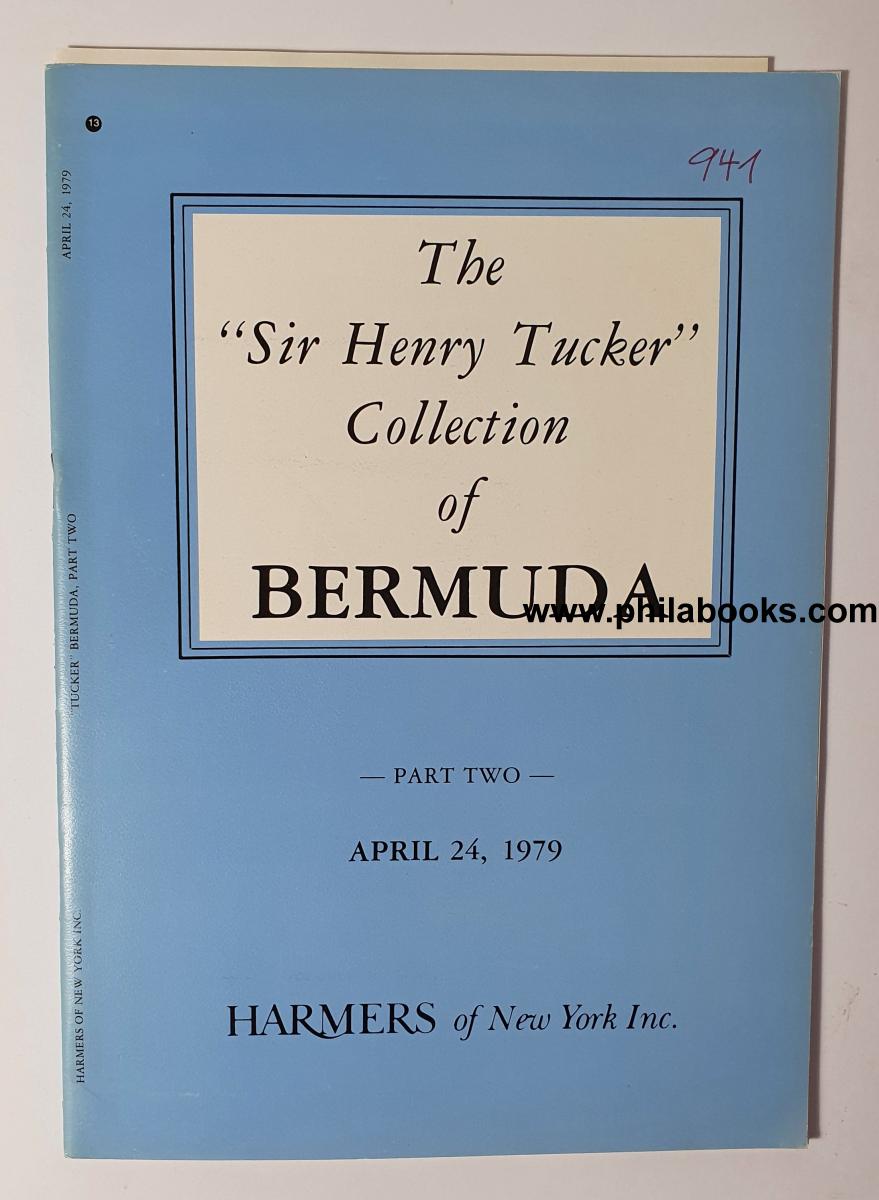 13
941
APRIL 24, 1979
The
“Sir Henry Tucker”
Collection
of
BERMUDA
www.philabooks.com
"TUCKER" BERMUDA, PART TWO
— PART TWO —
APRIL 24, 1979
HARMERS OF NEW YORK INC.
HARMERS of New York Inc.